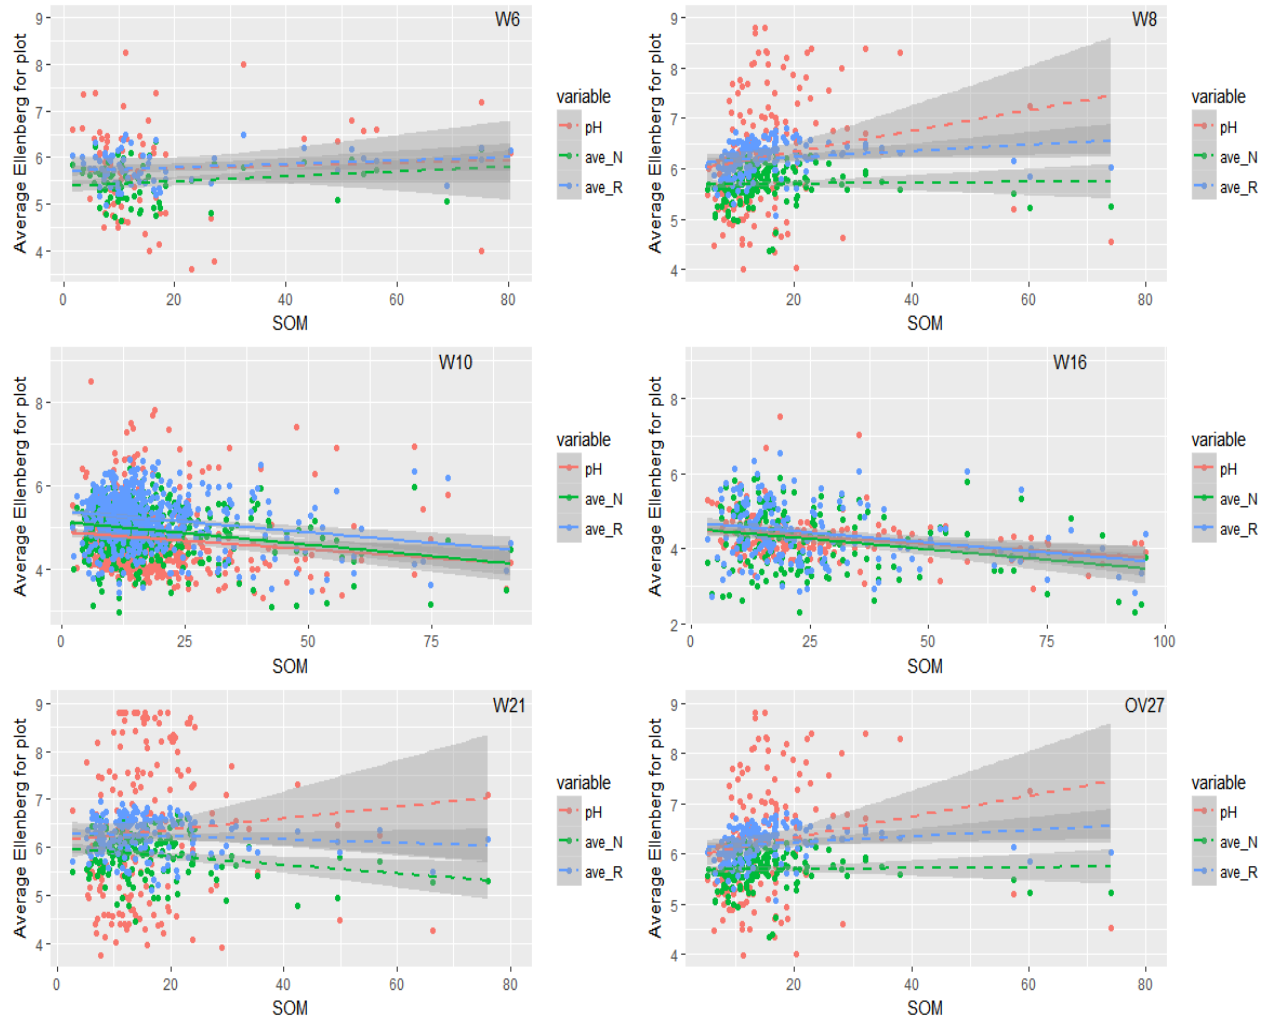 W6
Average Ellenberg for plot
9
8
7
6
5
4
0 20 40 60 80
SOM
variable
pH
ave_N
ave_R
W8
Average Ellenberg for plot
9
8
7
6
5
4
20 40 60 80
SOM
variable
pH
ave_N
ave_R
W10
Average Ellenberg for plot
8
6
4
0 25 50 75
SOM
variable
pH
ave_N
ave_R
W16
Average Ellenberg for plot
8
6
4
2
0 25 50 75 100
SOM
variable
pH
ave_N
ave_R
W21
Average Ellenberg for plot
9
8
7
6
5
4
0 20 40 60 80
SOM
variable
pH
ave_N
ave_R
OV27
Average Ellenberg for plot
9
8
7
6
5
4
20 40 60 80
SOM
variable
pH
ave_N
ave_R